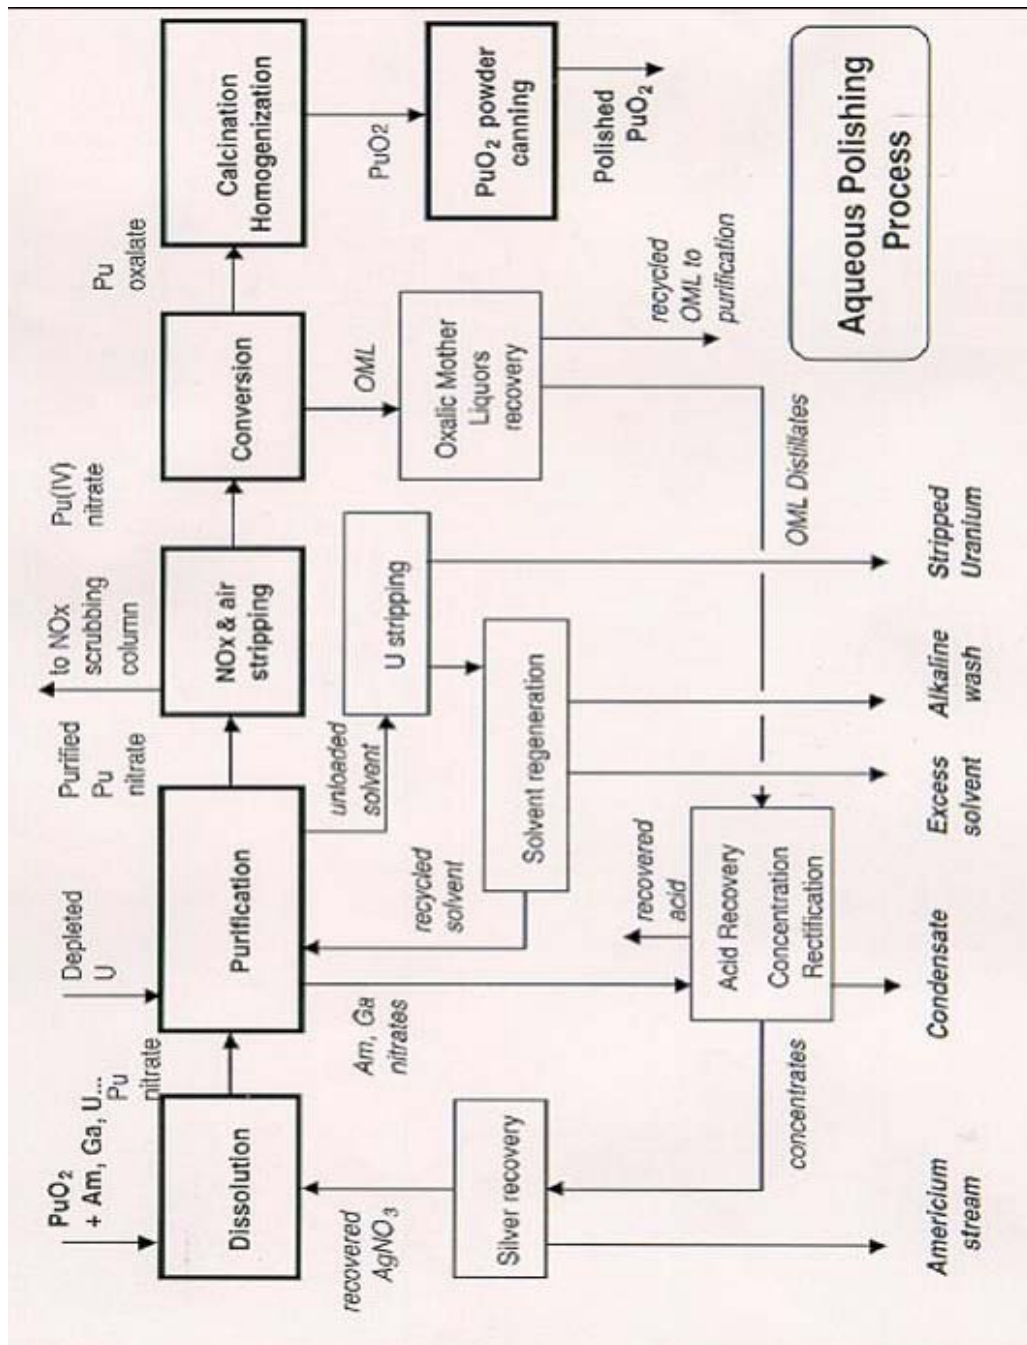 PuO2
+ Am, Ga, U...
Pu
nitrate
Depleted
U
Purified
Pu
nitrate
to NOx
scrubbing
column
Pu(IV)
nitrate
Pu
oxalate
Dissolution
Purification
NOx & air
stripping
Conversion
Calcination
Homogenization
recovered
AgNO3
Am, Ga
nitrates
recycled
solvent
unloaded
solvent
OML
PuO2
Silver recovery
Solvent regeneration
U stripping
Oxalic Mother
Liquors
recovery
PuO2 powder
canning
recovered
acid
Polished
PuO2
recycled
OML to
purification
Acid Recovery
Concentration
Rectification
concentrates
OML Distillates
Aqueous Polishing
Process
Americium
stream
Condensate
Excess
solvent
Alkaline
wash
Stripped
Uranium